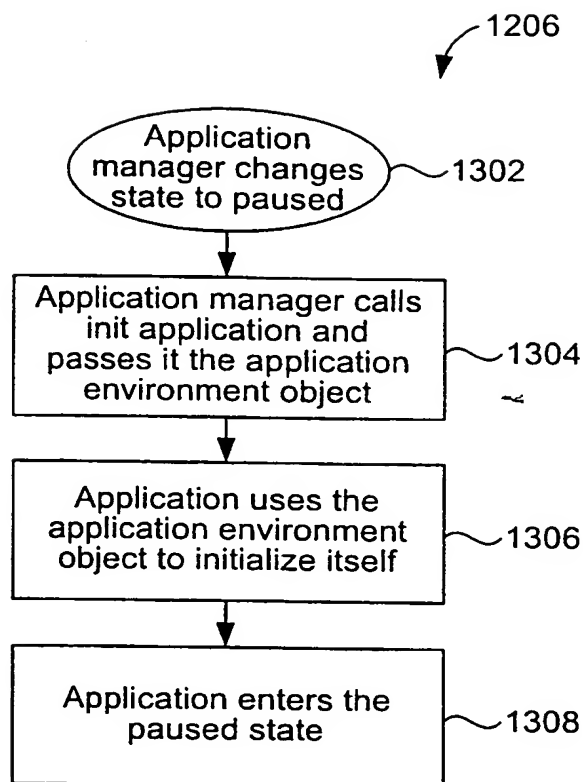 1206
Application
manager changes
state to paused
1302
Application manager calls
init application and
passes it the application
environment object
1304
Application uses the
application environment
object to initialize itself
1306
Application enters the
paused state
1308